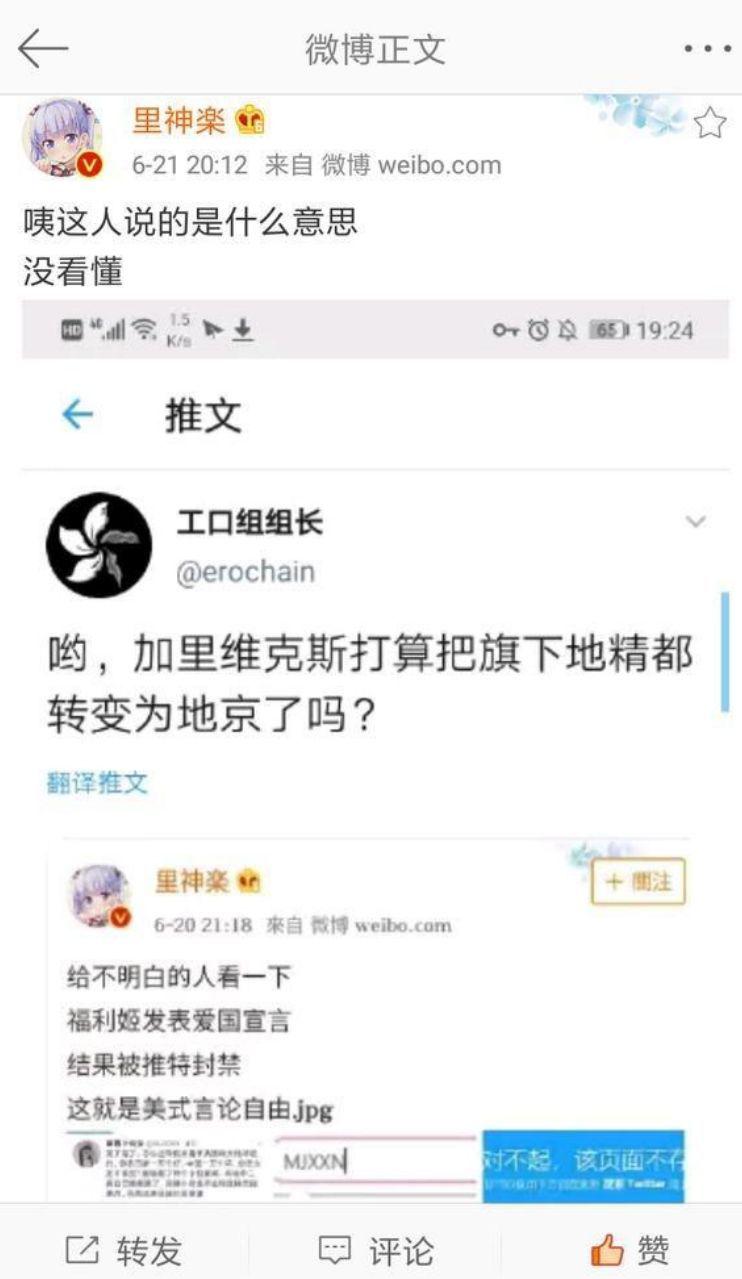 微博正文
里神楽
6-21 20:12 来自 微博 weibo.com
咦这人说的是什么意思
没看懂
HD 4G 1.5 K/s 65 19:24
推文
工口组组长
@erochain
哟，加里维克斯打算把旗下地精都
转变为地京了吗？
翻译推文
里神楽
+ 關注
6-20 21:18 來自 微博 weibo.com
给不明白的人看一下
福利姬发表爱国宣言
结果被推特封禁
这就是美式言论自由.jpg
MJXXN
对不起，该页面不存
转发 评论 赞